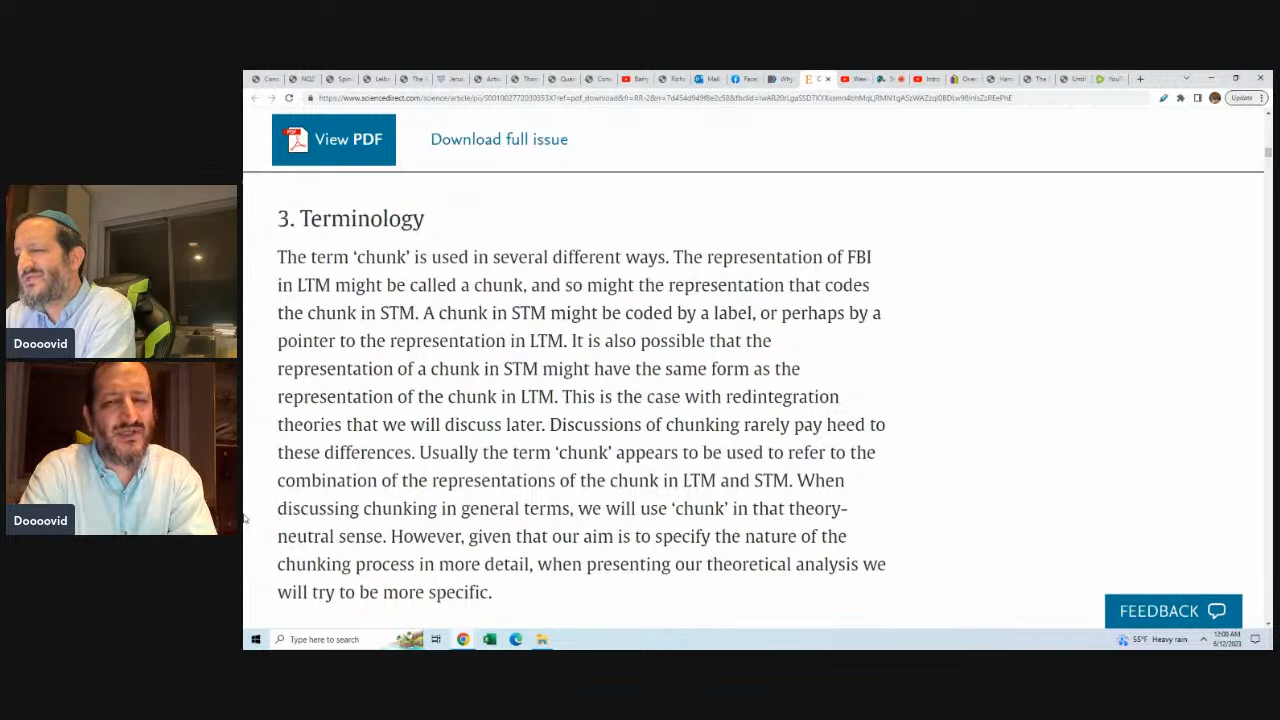 View PDF
Download full issue
3. Terminology
The term ‘chunk’ is used in several different ways. The representation of FBI
in LTM might be called a chunk, and so might the representation that codes
the chunk in STM. A chunk in STM might be coded by a label, or perhaps by a
pointer to the representation in LTM. It is also possible that the
representation of a chunk in STM might have the same form as the
representation of the chunk in LTM. This is the case with redintegration
theories that we will discuss later. Discussions of chunking rarely pay heed to
these differences. Usually the term ‘chunk’ appears to be used to refer to the
combination of the representations of the chunk in LTM and STM. When
discussing chunking in general terms, we will use ‘chunk’ in that theory-
neutral sense. However, given that our aim is to specify the nature of the
chunking process in more detail, when presenting our theoretical analysis we
will try to be more specific.
FEEDBACK
Doooovid
Doooovid
Update
Type here to search
55°F Heavy rain
12:00 AM
6/12/2023